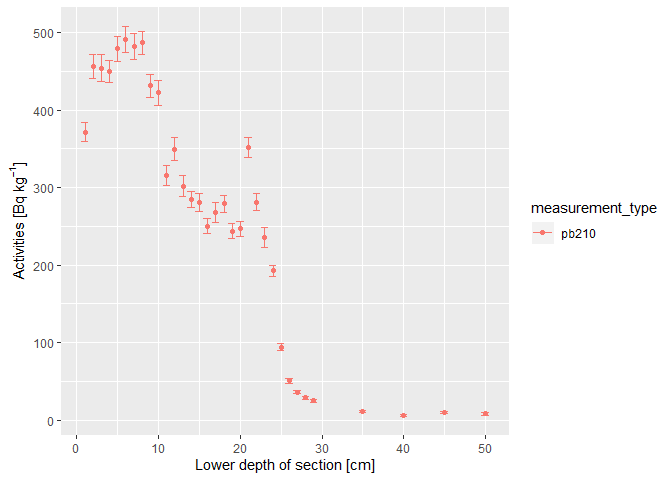 500
400
300
200
100
0
0 10 20 30 40 50
Lower depth of section [cm]
Activities [Bq kg⁻¹]
measurement_type
pb210